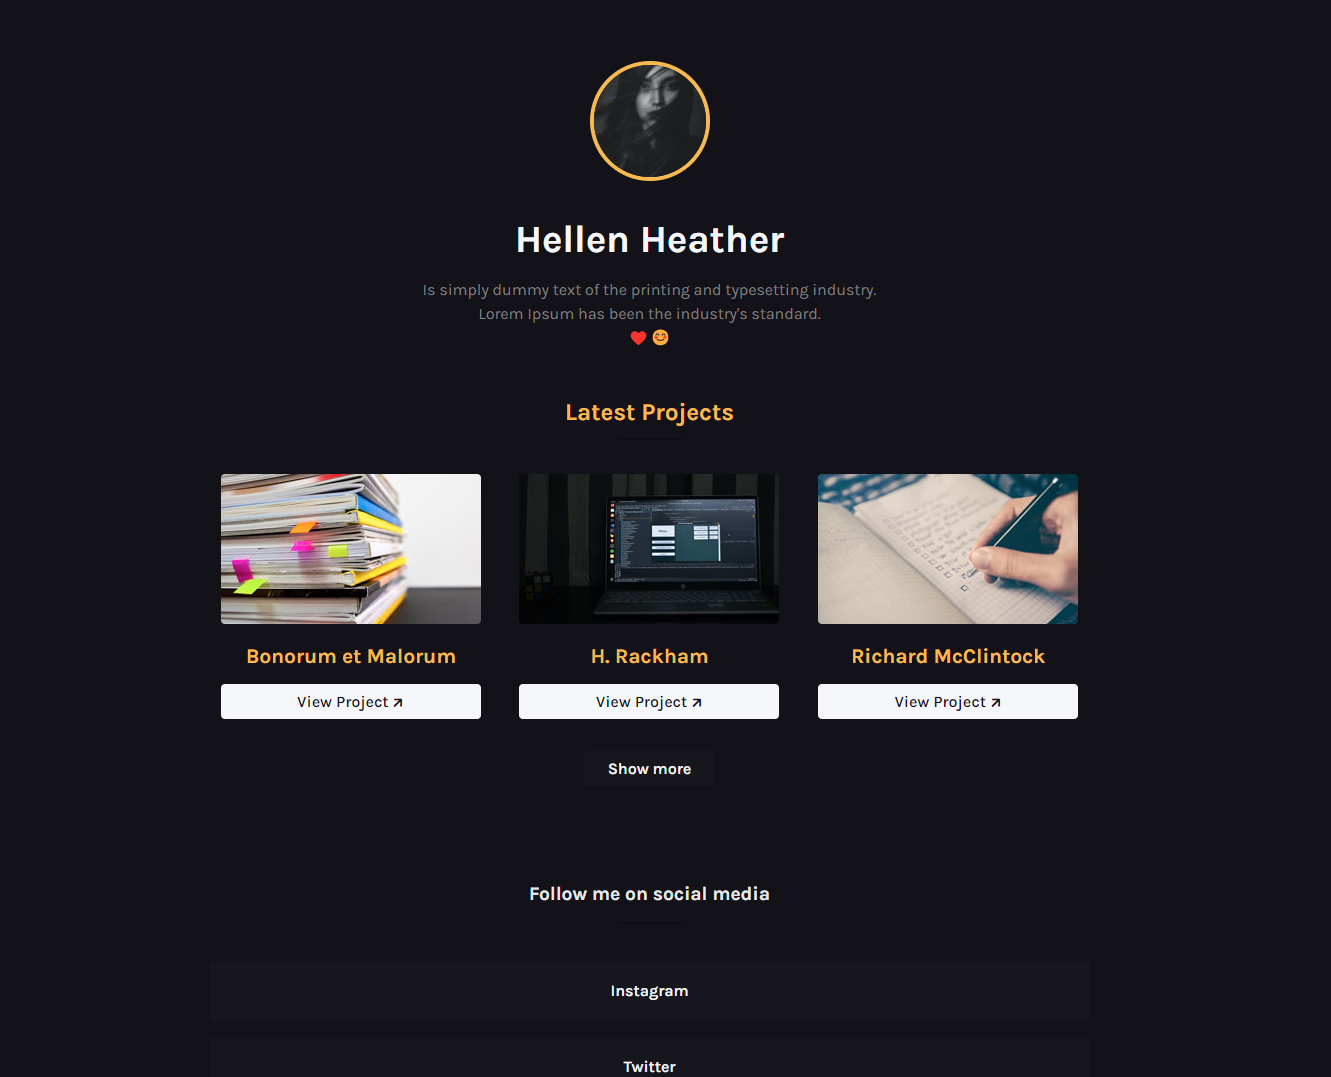 Hellen Heather
Is simply dummy text of the printing and typesetting industry.
Lorem Ipsum has been the industry's standard.
❤️ 😊
Latest Projects
Bonorum et Malorum
H. Rackham
Richard McClintock
View Project
View Project
View Project
Show more
Follow me on social media
Instagram
Twitter